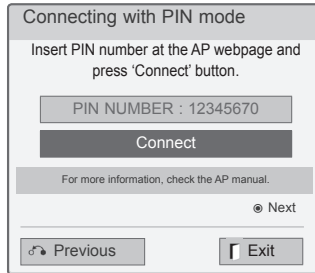 Connecting with PIN mode
Insert PIN number at the AP webpage and
press ‘Connect’ button.
PIN NUMBER : 12345670
Connect
For more information, check the AP manual.
Next
Previous
Exit